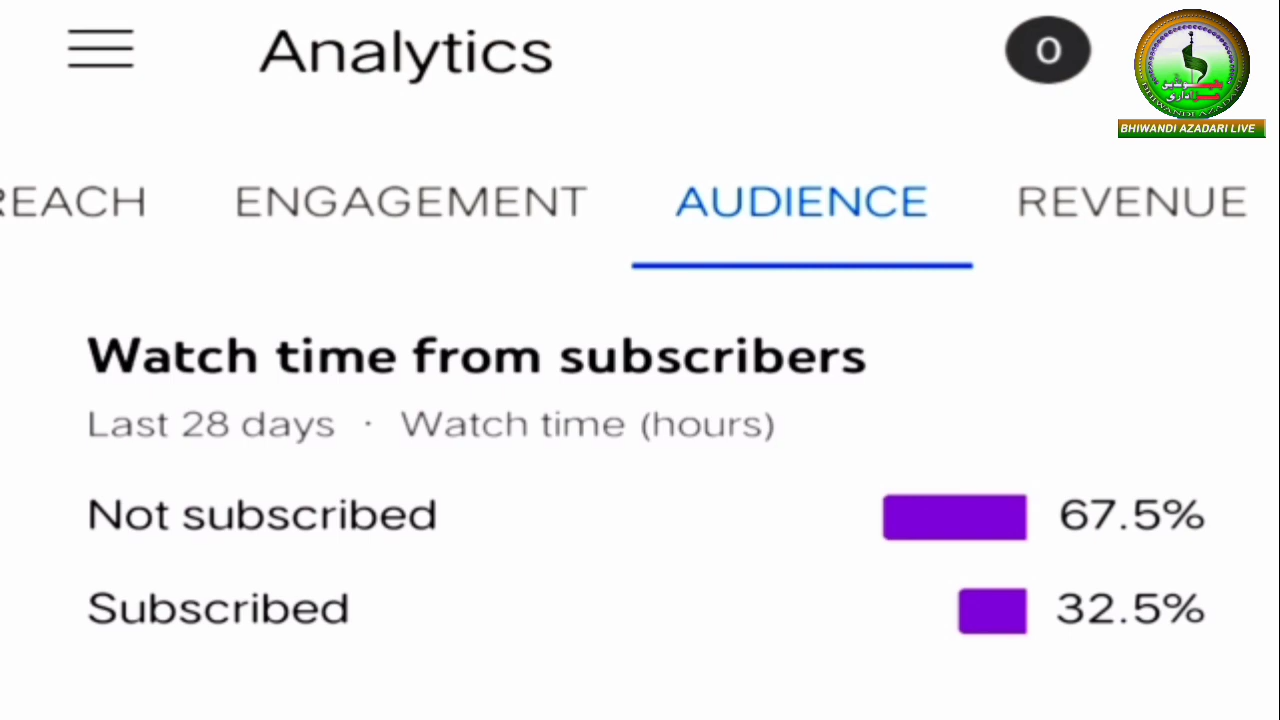 Analytics
0
BHIWANDI AZADARI LIVE
REACH ENGAGEMENT AUDIENCE REVENUE
Watch time from subscribers
Last 28 days · Watch time (hours)
Not subscribed 67.5%
Subscribed 32.5%